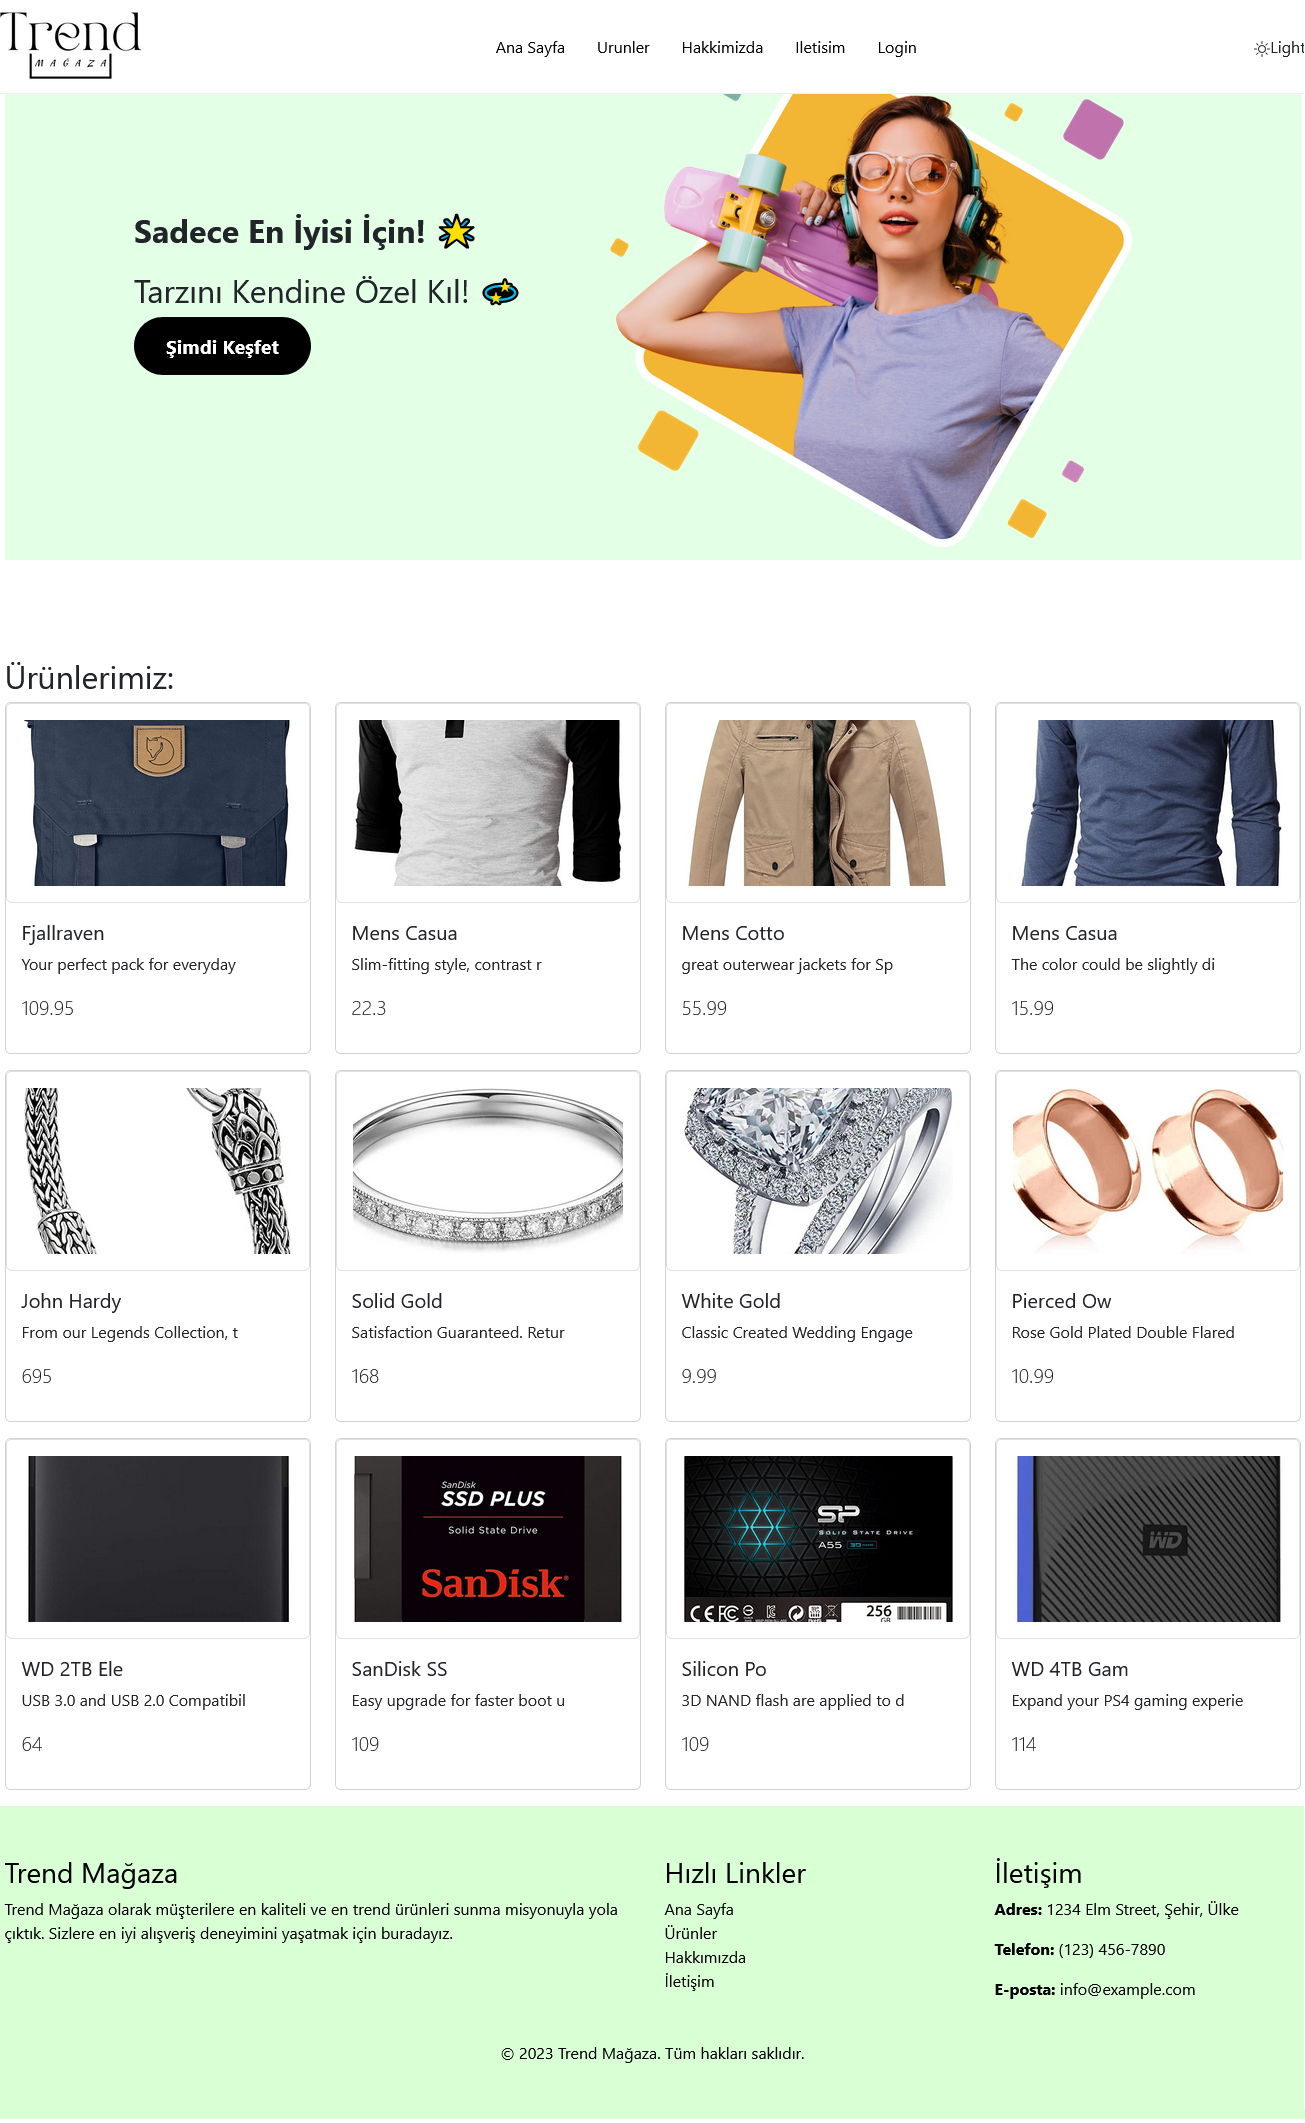 Trend
MAĞAZA
Ana Sayfa Urunler Hakkimizda Iletisim Login
Light
Sadece En İyisi İçin! 🌟
Tarzını Kendine Özel Kıl! 💫
Şimdi Keşfet
Ürünlerimiz:
Fjallraven
Your perfect pack for everyday
109.95
Mens Casua
Slim-fitting style, contrast r
22.3
Mens Cotto
great outerwear jackets for Sp
55.99
Mens Casua
The color could be slightly di
15.99
John Hardy
From our Legends Collection, t
695
Solid Gold
Satisfaction Guaranteed. Retur
168
White Gold
Classic Created Wedding Engage
9.99
Pierced Ow
Rose Gold Plated Double Flared
10.99
WD 2TB Ele
USB 3.0 and USB 2.0 Compatibil
64
SanDisk
SSD PLUS
Solid State Drive
SanDisk
SanDisk SS
Easy upgrade for faster boot u
109
SP
SOLID STATE DRIVE
A55 3D
256
GB
Silicon Po
3D NAND flash are applied to d
109
WD
WD 4TB Gam
Expand your PS4 gaming experie
114
Trend Mağaza
Trend Mağaza olarak müşterilere en kaliteli ve en trend ürünleri sunma misyonuyla yola
çıktık. Sizlere en iyi alışveriş deneyimini yaşatmak için buradayız.
Hızlı Linkler
Ana Sayfa
Ürünler
Hakkımızda
İletişim
İletişim
Adres: 1234 Elm Street, Şehir, Ülke
Telefon: (123) 456-7890
E-posta: info@example.com
© 2023 Trend Mağaza. Tüm hakları saklıdır.